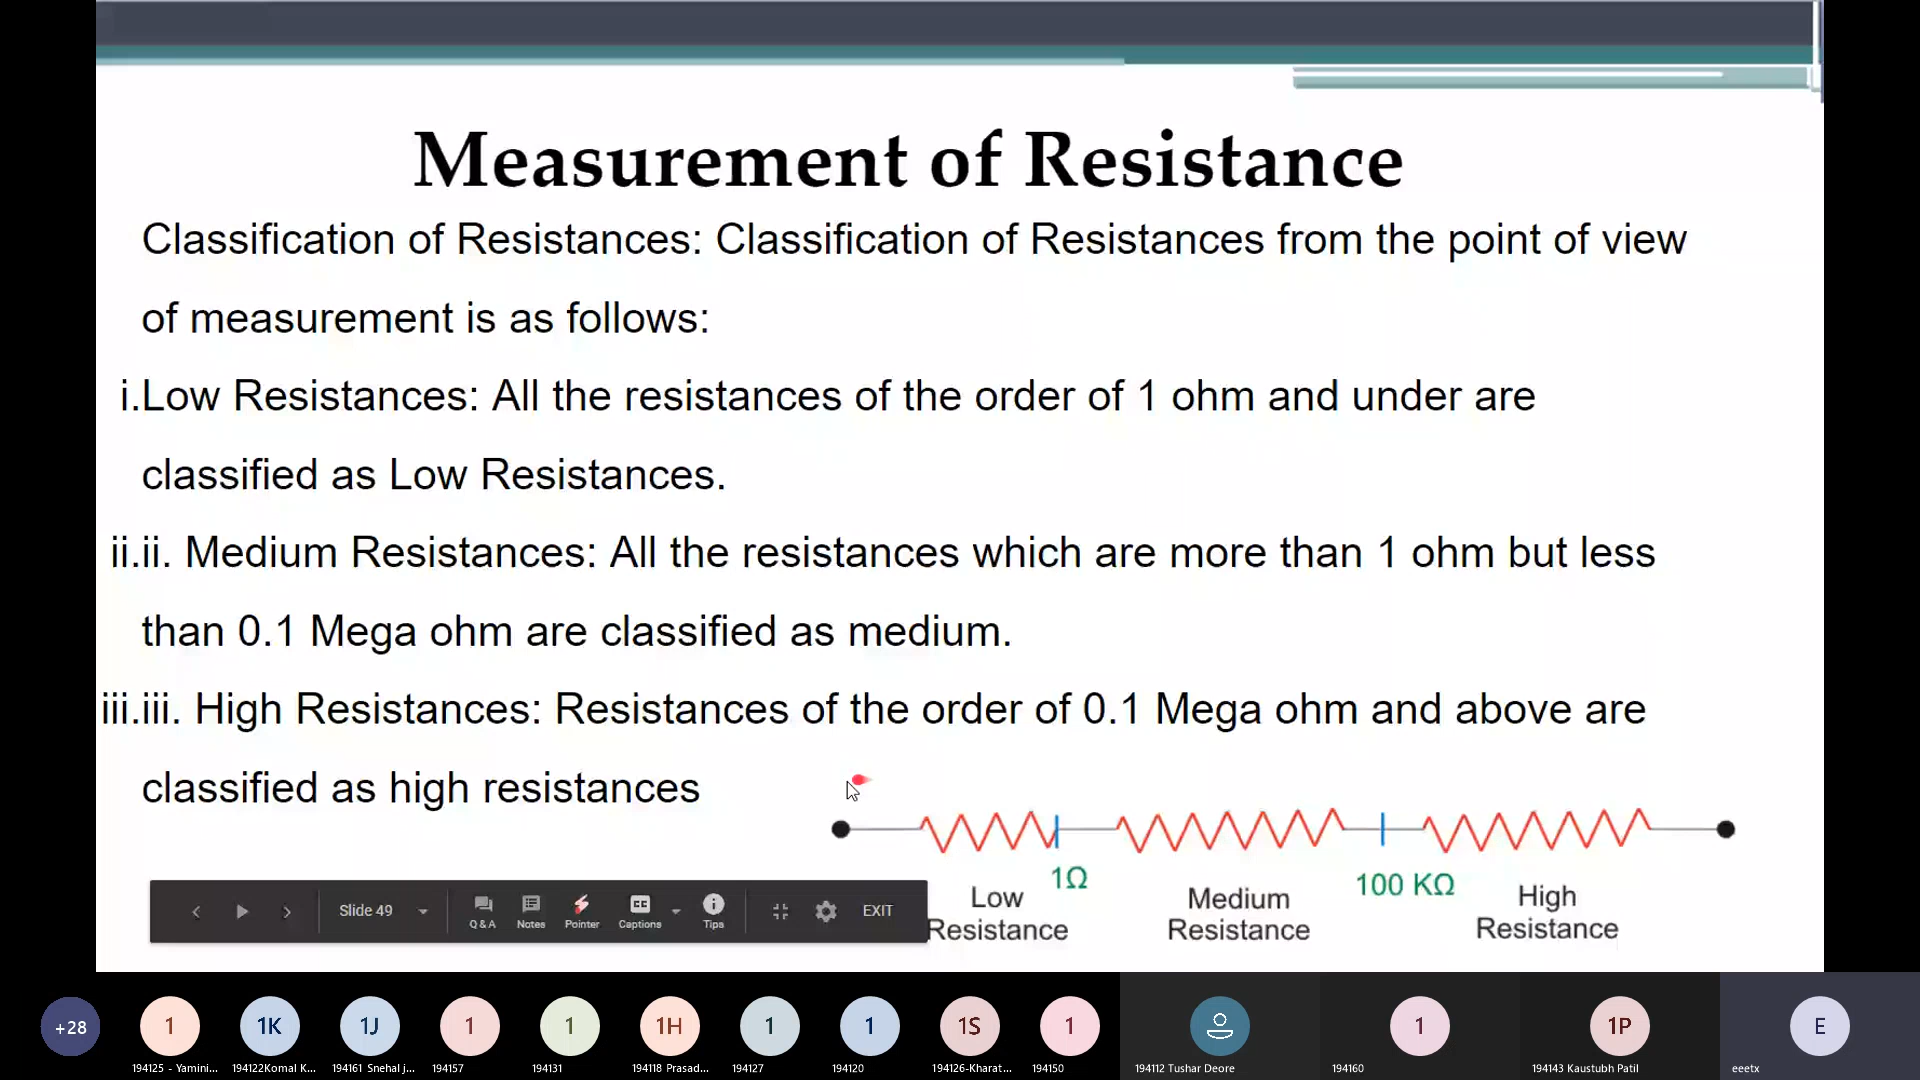 Measurement of Resistance
Classification of Resistances: Classification of Resistances from the point of view
of measurement is as follows:
i.Low Resistances: All the resistances of the order of 1 ohm and under are
classified as Low Resistances.
ii.ii. Medium Resistances: All the resistances which are more than 1 ohm but less
than 0.1 Mega ohm are classified as medium.
iii.iii. High Resistances: Resistances of the order of 0.1 Mega ohm and above are
classified as high resistances
1Ω
100 KΩ
Low
Resistance
Medium
Resistance
High
Resistance
Slide 49
Q & A
Notes
CC
Pointer
Captions
Tips
EXIT
+28
1
1K
1J
1
1
1H
1
1
1S
1
1
1P
E
194125 - Yamini...
194122Komal K...
194161 Snehal j...
194157
194131
194118 Prasad...
194127
194120
194126-Kharat...
194150
194112 Tushar Deore
194160
194143 Kaustubh Patil
eeetx